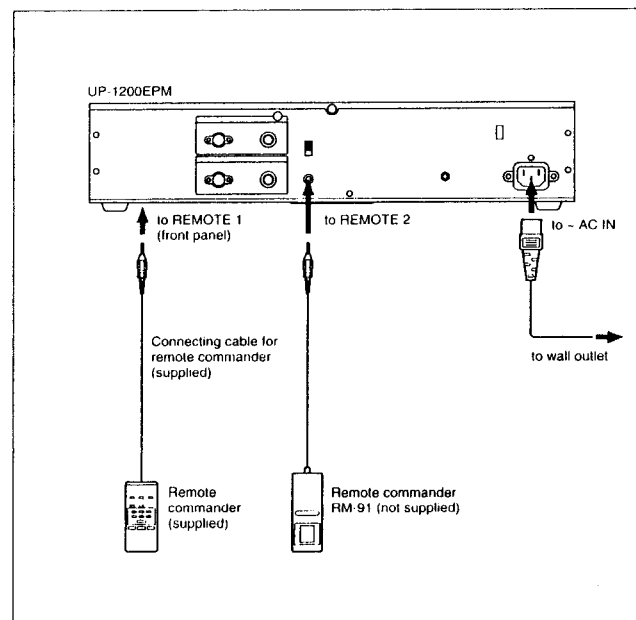 UP-1200EPM
to REMOTE 1
(front panel)
to REMOTE 2
to ~ AC IN
Connecting cable for
remote commander
(supplied)
to wall outlet
Remote
commander
(supplied)
Remote commander
RM-91 (not supplied)